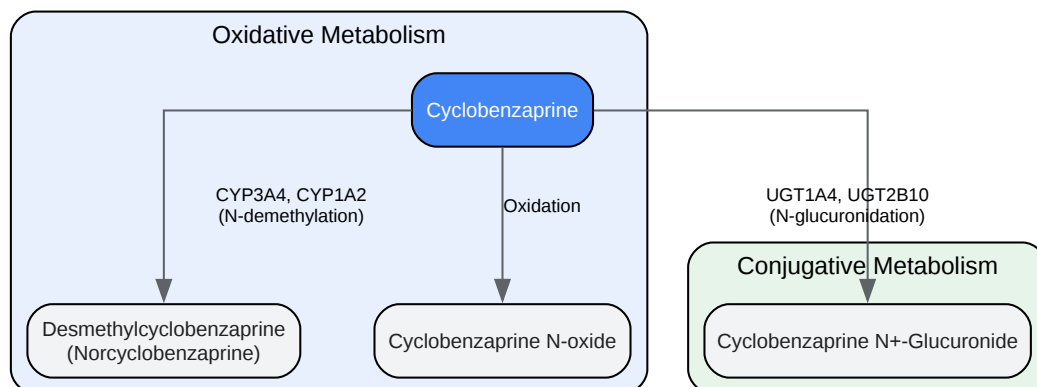 Oxidative Metabolism
Cyclobenzaprine
CYP3A4, CYP1A2
(N-demethylation)
Oxidation
UGT1A4, UGT2B10
(N-glucuronidation)
Conjugative Metabolism
Desmethylcyclobenzaprine
(Norcyclobenzaprine)
Cyclobenzaprine N-oxide
Cyclobenzaprine N+-Glucuronide